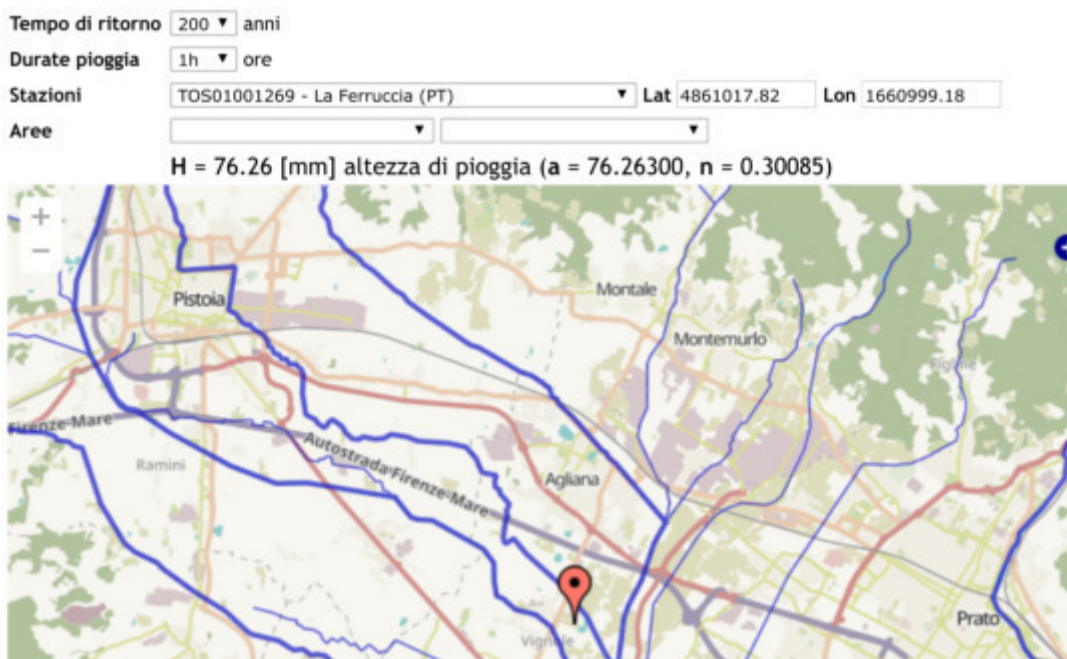 Tempo di ritorno 200 ▼ anni
Durate pioggia 1h ▼ ore
Stazioni TOS01001269 - La Ferruccia (PT) ▼ Lat 4861017.82 Lon 1660999.18
Aree ▼ ▼
H = 76.26 [mm] altezza di pioggia (a = 76.26300, n = 0.30085)
+
−
Montale
Pistoia
Montemurlo
Firenze-Mare
Autostrada Firenze-Mare
Ramini
Agliana
Prato